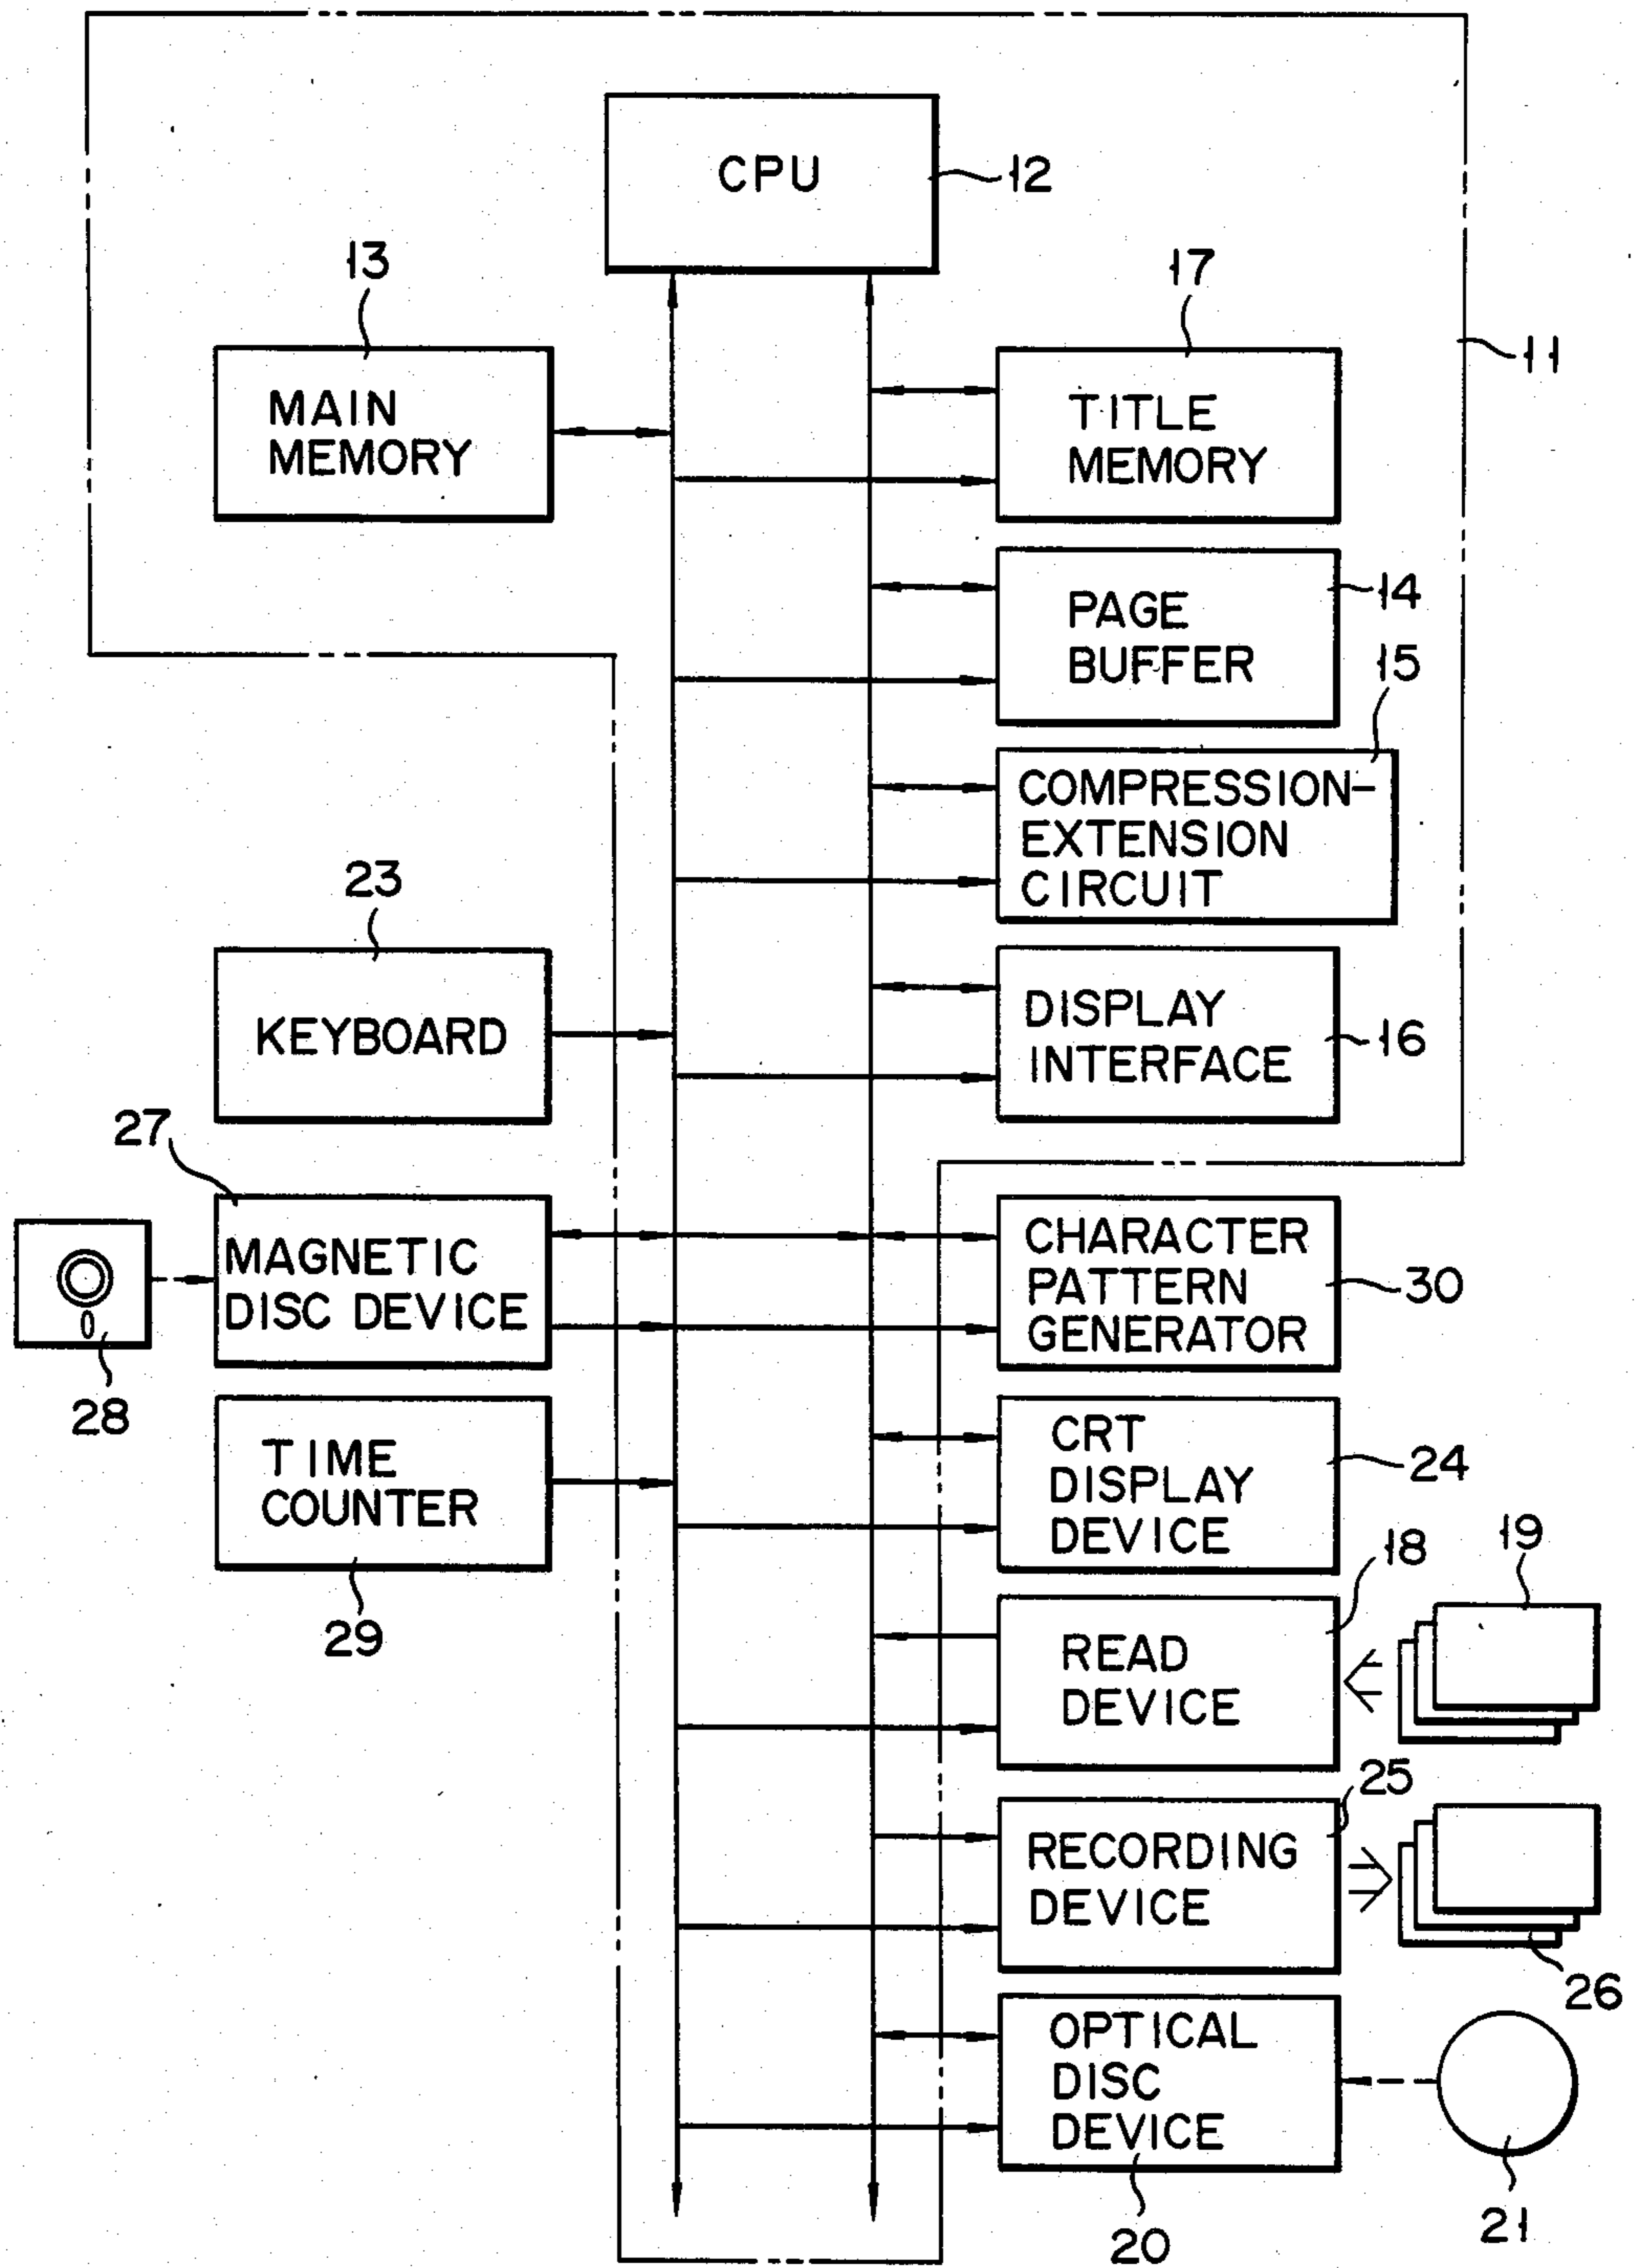 CPU
12
13
17
11
MAIN
MEMORY
TITLE
MEMORY
14
PAGE
BUFFER
15
COMPRESSION-
EXTENSION
CIRCUIT
23
KEYBOARD
DISPLAY
INTERFACE
16
27
MAGNETIC
DISC DEVICE
28
CHARACTER
PATTERN
GENERATOR
30
TIME
COUNTER
29
CRT
DISPLAY
DEVICE
24
18
19
READ
DEVICE
25
RECORDING
DEVICE
26
OPTICAL
DISC
DEVICE
20
21